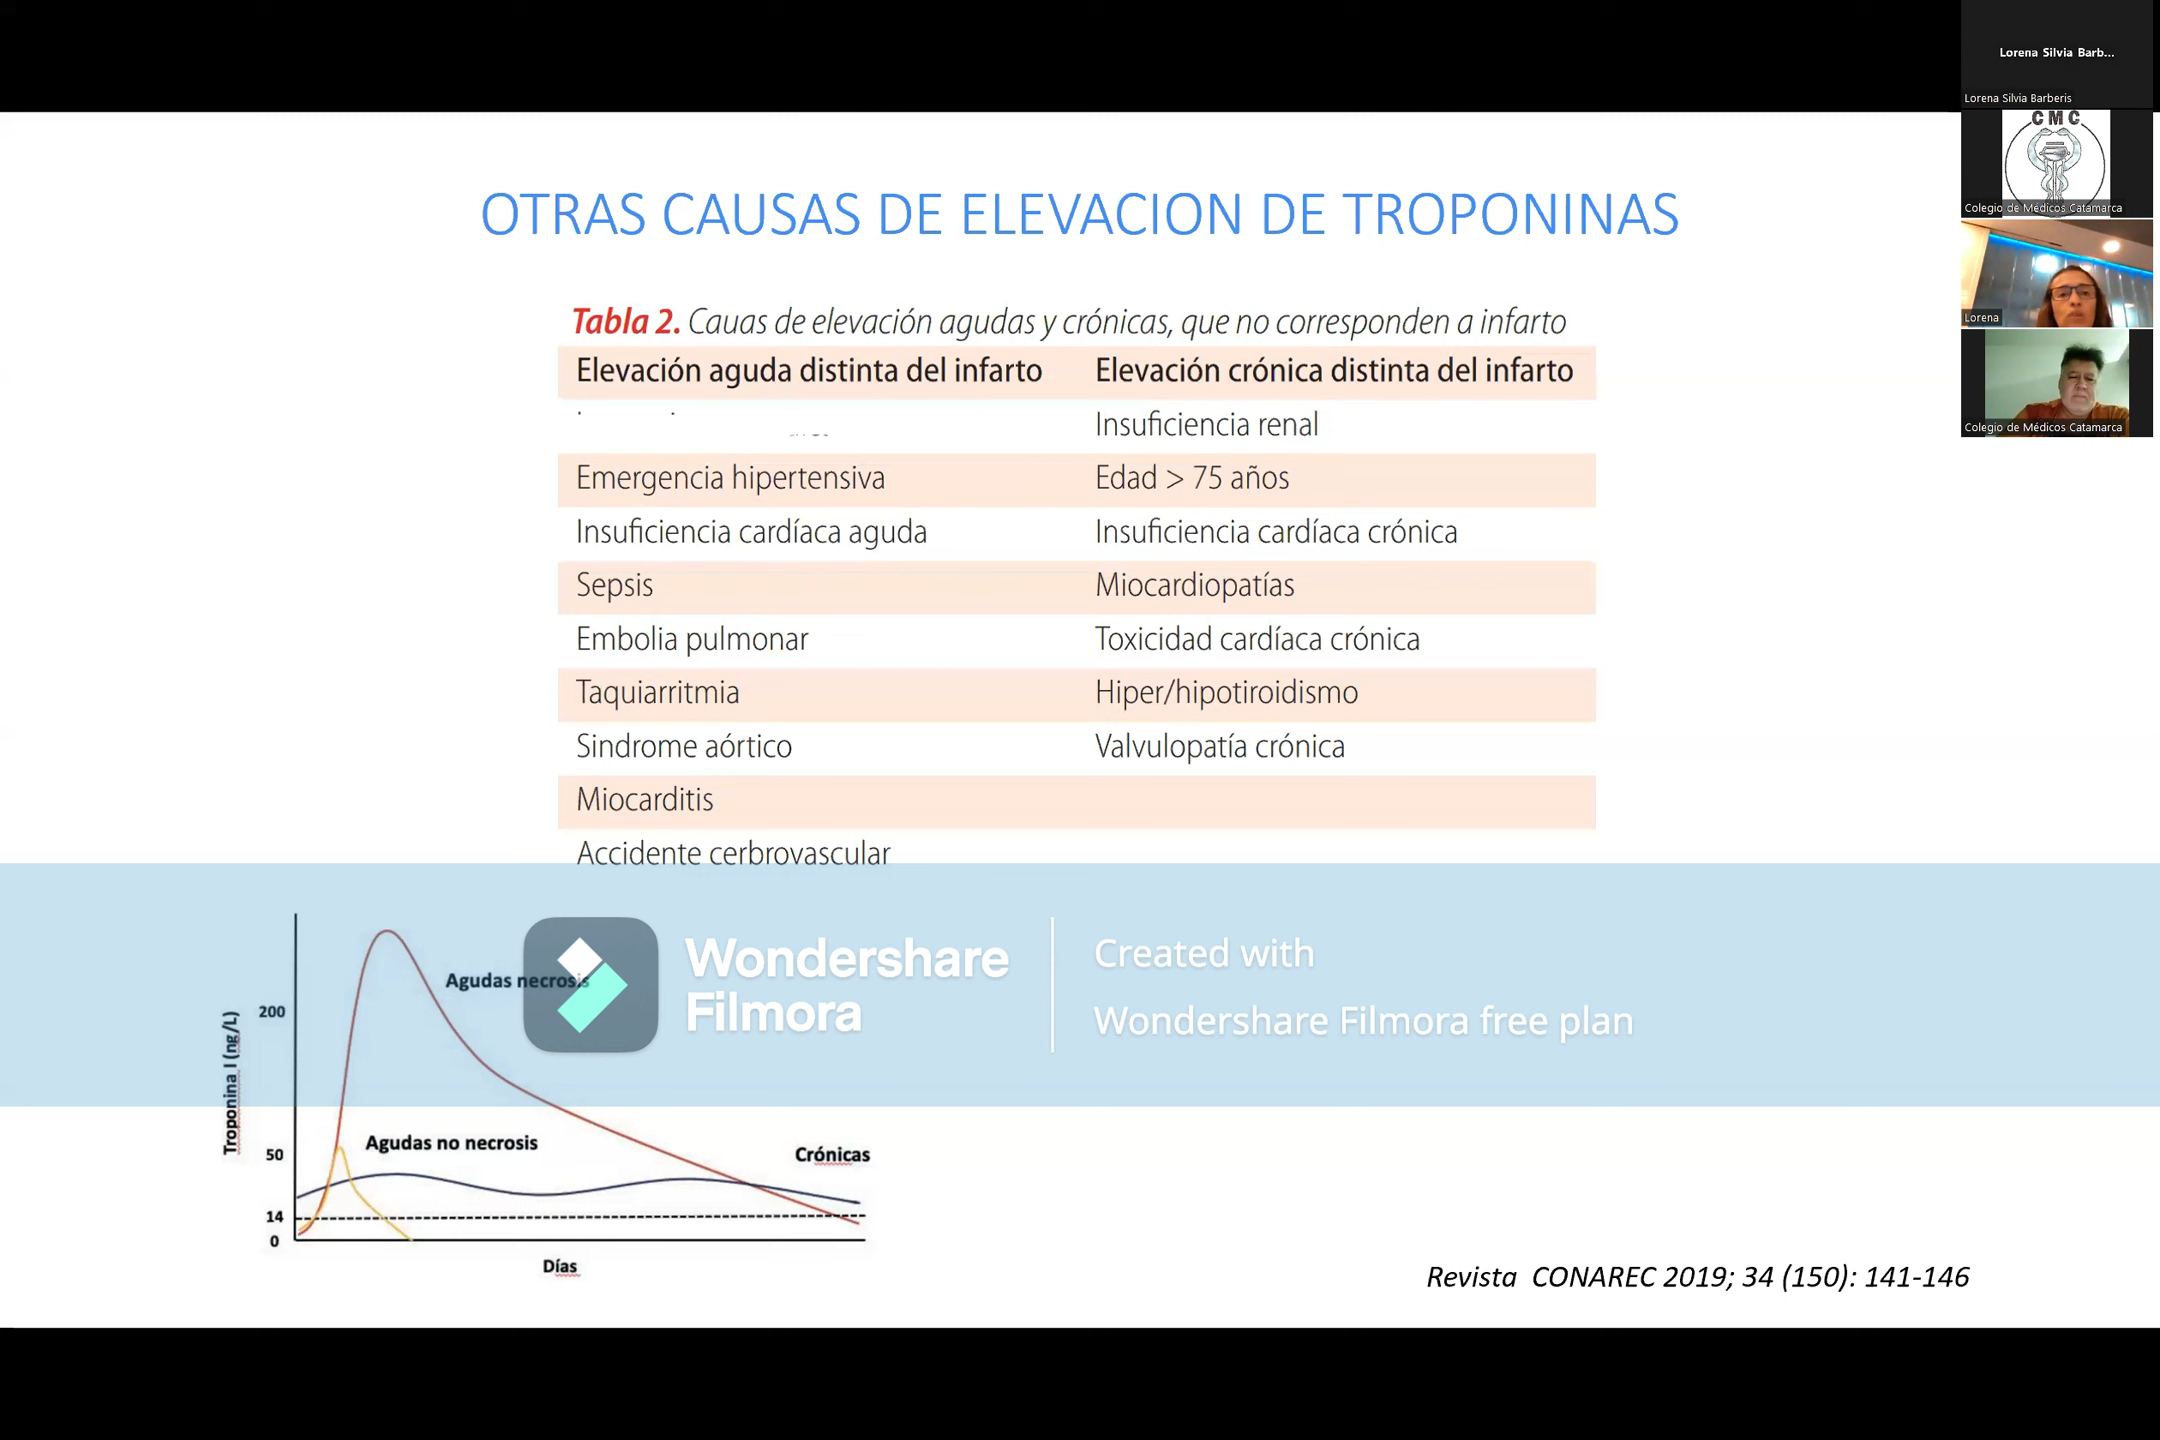 Lorena Silvia Barb...
Lorena Silvia Barberis
CMC
Colegio de Médicos Catamarca
Lorena
Colegio de Médicos Catamarca
OTRAS CAUSAS DE ELEVACION DE TROPONINAS
Tabla 2. Cauas de elevación agudas y crónicas, que no corresponden a infarto
Elevación aguda distinta del infarto Elevación crónica distinta del infarto
Insuficiencia renal
Emergencia hipertensiva Edad > 75 años
Insuficiencia cardíaca aguda Insuficiencia cardíaca crónica
Sepsis Miocardiopatías
Embolia pulmonar Toxicidad cardíaca crónica
Taquiarritmia Hiper/hipotiroidismo
Sindrome aórtico Valvulopatía crónica
Miocarditis
Accidente cerbrovascular
Wondershare
Filmora
Created with
Wondershare Filmora free plan
Troponina I (ng/L)
200
50
14
0
Agudas necrosis
Agudas no necrosis
Crónicas
Días
Revista CONAREC 2019; 34 (150): 141-146